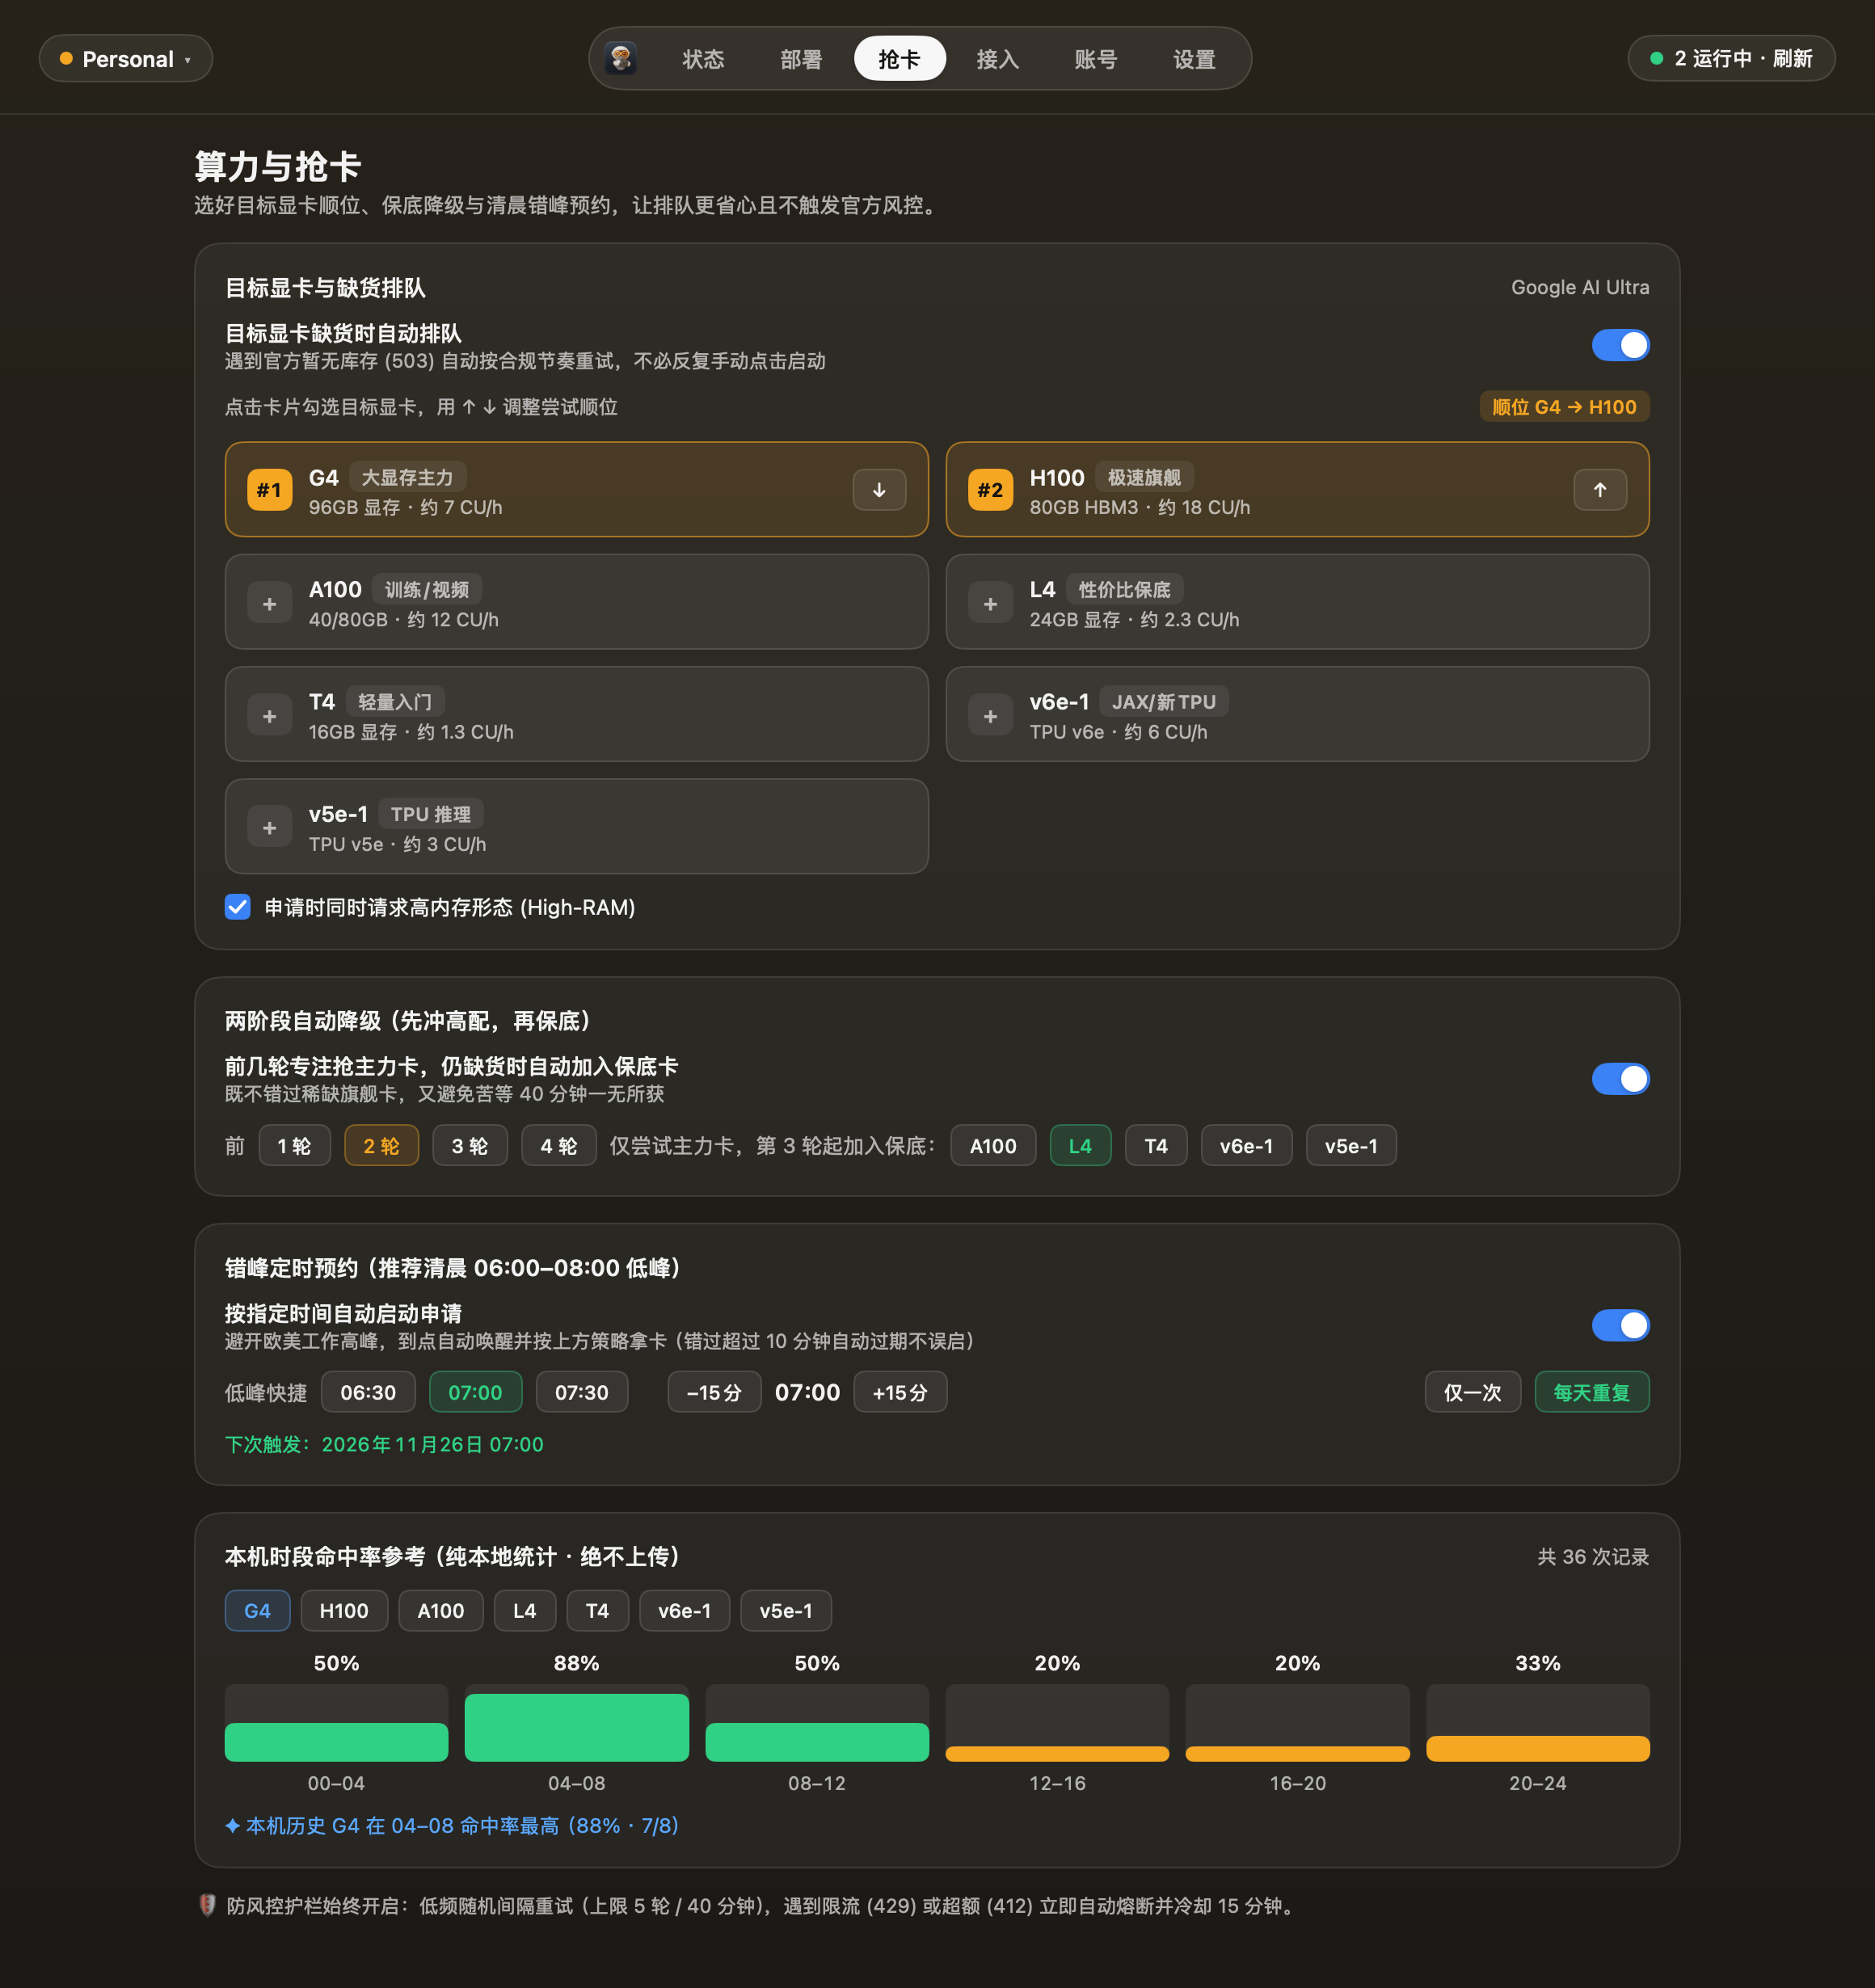 Personal ▾
状态 部署 抢卡 接入 账号 设置
2 运行中 · 刷新
算力与抢卡
选好目标显卡顺位、保底降级与清晨错峰预约，让排队更省心且不触发官方风控。
目标显卡与缺货排队
Google AI Ultra
目标显卡缺货时自动排队
遇到官方暂无库存 (503) 自动按合规节奏重试，不必反复手动点击启动
点击卡片勾选目标显卡，用 ↑ ↓ 调整尝试顺位
顺位 G4 → H100
#1 G4 大显存主力 ↓
96GB 显存 · 约 7 CU/h
#2 H100 极速旗舰 ↑
80GB HBM3 · 约 18 CU/h
+ A100 训练/视频
40/80GB · 约 12 CU/h
+ L4 性价比保底
24GB 显存 · 约 2.3 CU/h
+ T4 轻量入门
16GB 显存 · 约 1.3 CU/h
+ v6e-1 JAX/新TPU
TPU v6e · 约 6 CU/h
+ v5e-1 TPU 推理
TPU v5e · 约 3 CU/h
申请时同时请求高内存形态 (High-RAM)
两阶段自动降级（先冲高配，再保底）
前几轮专注抢主力卡，仍缺货时自动加入保底卡
既不错过稀缺旗舰卡，又避免苦等 40 分钟一无所获
前 1 轮 2 轮 3 轮 4 轮 仅尝试主力卡，第 3 轮起加入保底： A100 L4 T4 v6e-1 v5e-1
错峰定时预约（推荐清晨 06:00–08:00 低峰）
按指定时间自动启动申请
避开欧美工作高峰，到点自动唤醒并按上方策略拿卡（错过超过 10 分钟自动过期不误启）
低峰快捷 06:30 07:00 07:30 −15分 07:00 +15分 仅一次 每天重复
下次触发：2026年11月26日 07:00
本机时段命中率参考（纯本地统计 · 绝不上传）
共 36 次记录
G4 H100 A100 L4 T4 v6e-1 v5e-1
50% 88% 50% 20% 20% 33%
00–04 04–08 08–12 12–16 16–20 20–24
✦ 本机历史 G4 在 04–08 命中率最高（88% · 7/8）
防风控护栏始终开启：低频随机间隔重试（上限 5 轮 / 40 分钟），遇到限流 (429) 或超额 (412) 立即自动熔断并冷却 15 分钟。